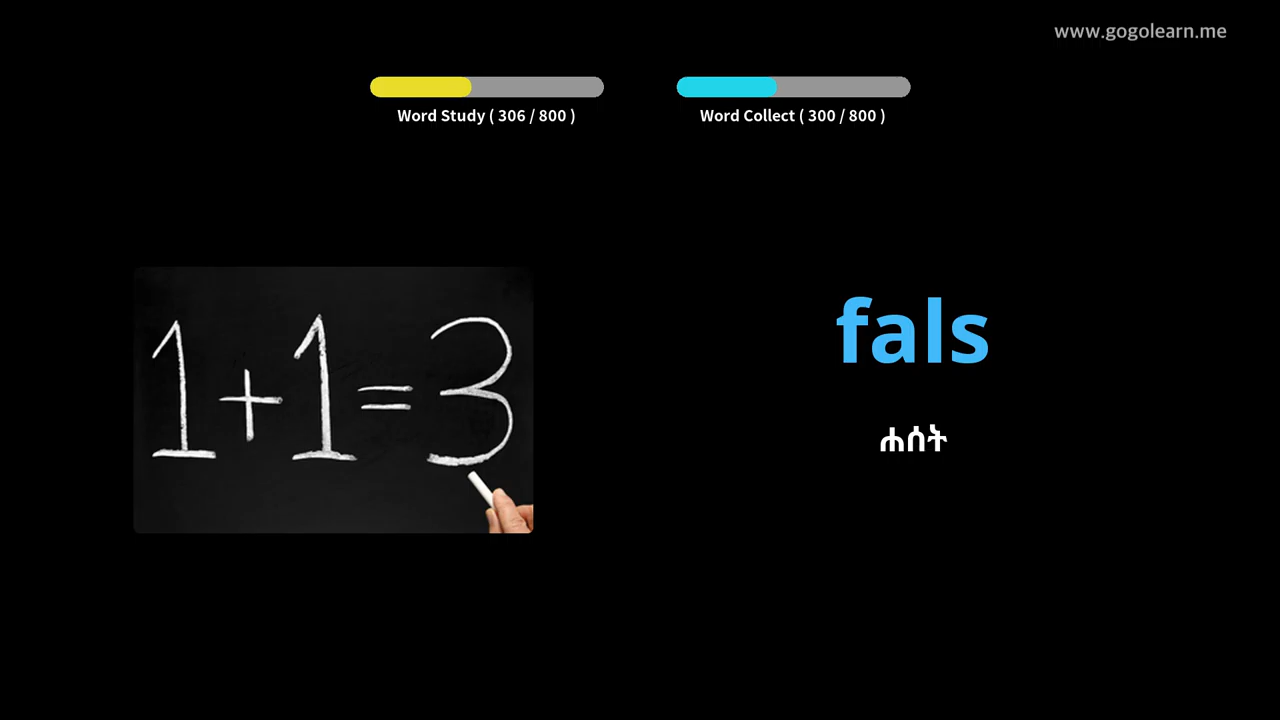 www.gogolearn.me
Word Study ( 306 / 800 )
Word Collect ( 300 / 800 )
1+1=3
fals
ሐሰት